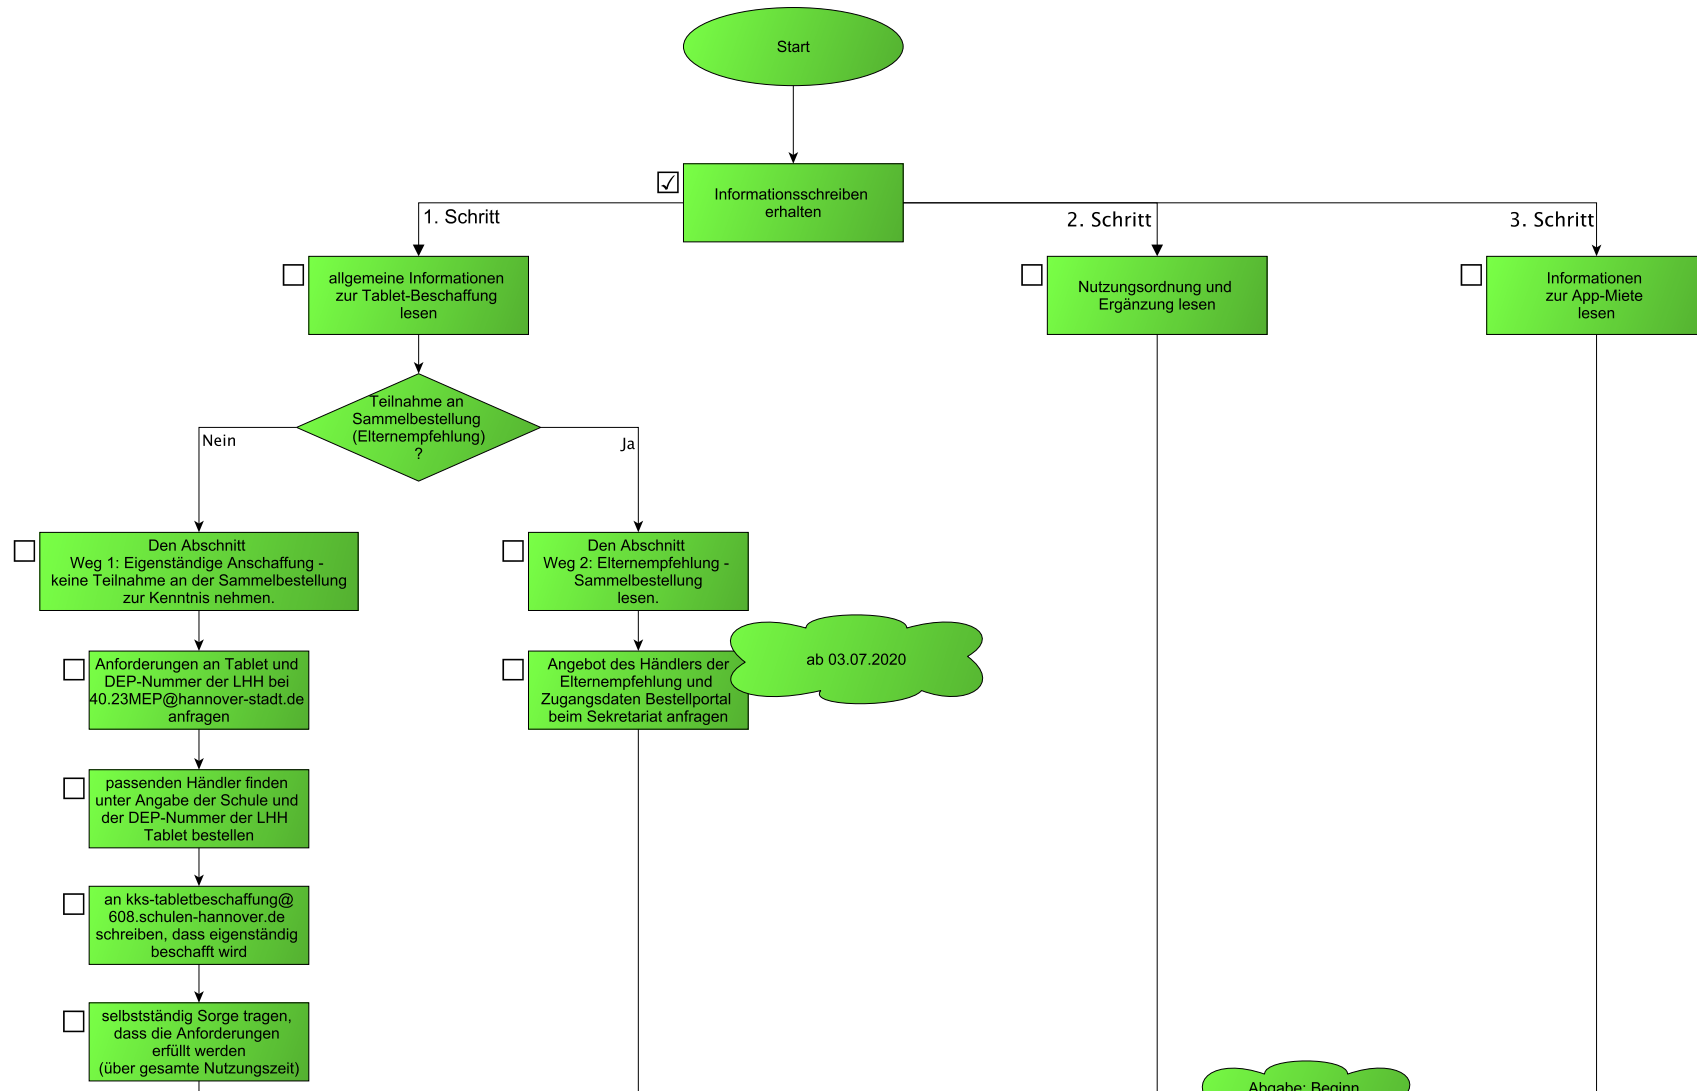 Start
Informationsschreiben
erhalten
1. Schritt
2. Schritt
3. Schritt
allgemeine Informationen
zur Tablet-Beschaffung
lesen
Nutzungsordnung und
Ergänzung lesen
Informationen
zur App-Miete
lesen
Teilnahme an
Sammelbestellung
(Elternempfehlung)
?
Nein
Ja
Den Abschnitt
Weg 1: Eigenständige Anschaffung -
keine Teilnahme an der Sammelbestellung
zur Kenntnis nehmen.
Den Abschnitt
Weg 2: Elternempfehlung -
Sammelbestellung
lesen.
Anforderungen an Tablet und
DEP-Nummer der LHH bei
40.23MEP@hannover-stadt.de
anfragen
Angebot des Händlers der
Elternempfehlung und
Zugangsdaten Bestellportal
beim Sekretariat anfragen
ab 03.07.2020
passenden Händler finden
unter Angabe der Schule und
der DEP-Nummer der LHH
Tablet bestellen
an kks-tabletbeschaffung@
608.schulen-hannover.de
schreiben, dass eigenständig
beschafft wird
selbstständig Sorge tragen,
dass die Anforderungen
erfüllt werden
(über gesamte Nutzungszeit)
Abgabe: Beginn